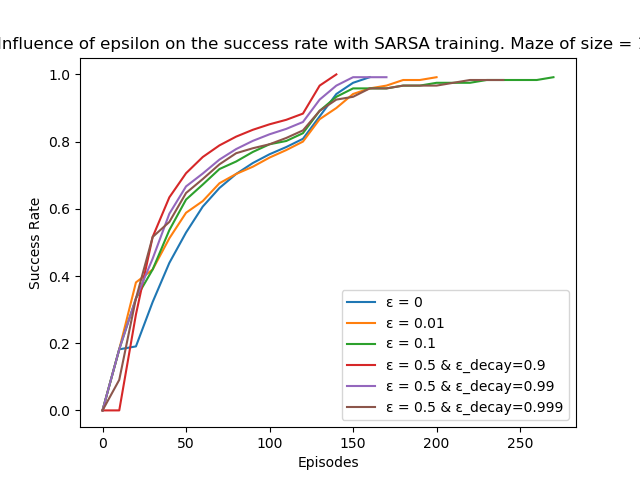 Influence of epsilon on the success rate with SARSA training. Maze of size =
1.0
0.8
0.6
0.4
0.2
0.0
Success Rate
ε = 0
ε = 0.01
ε = 0.1
ε = 0.5 & ε_decay=0.9
ε = 0.5 & ε_decay=0.99
ε = 0.5 & ε_decay=0.999
0 50 100 150 200 250
Episodes